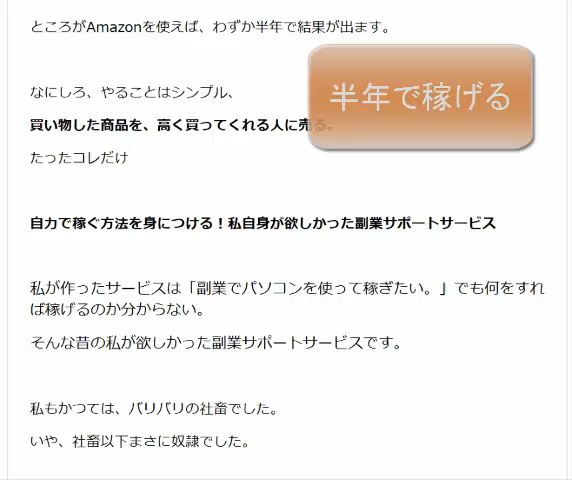 ところがAmazonを使えば、わずか半年で結果が出ます。
なにしろ、やることはシンプル、
半年で稼げる
買い物した商品を、高く買ってくれる人に売る。
たったコレだけ
自力で稼ぐ方法を身につける！私自身が欲しかった副業サポートサービス
私が作ったサービスは「副業でパソコンを使って稼ぎたい。」でも何をすれ
ば稼げるのか分からない。
そんな昔の私が欲しかった副業サポートサービスです。
私もかつては、バリバリの社畜でした。
いや、社畜以下まさに奴隷でした。